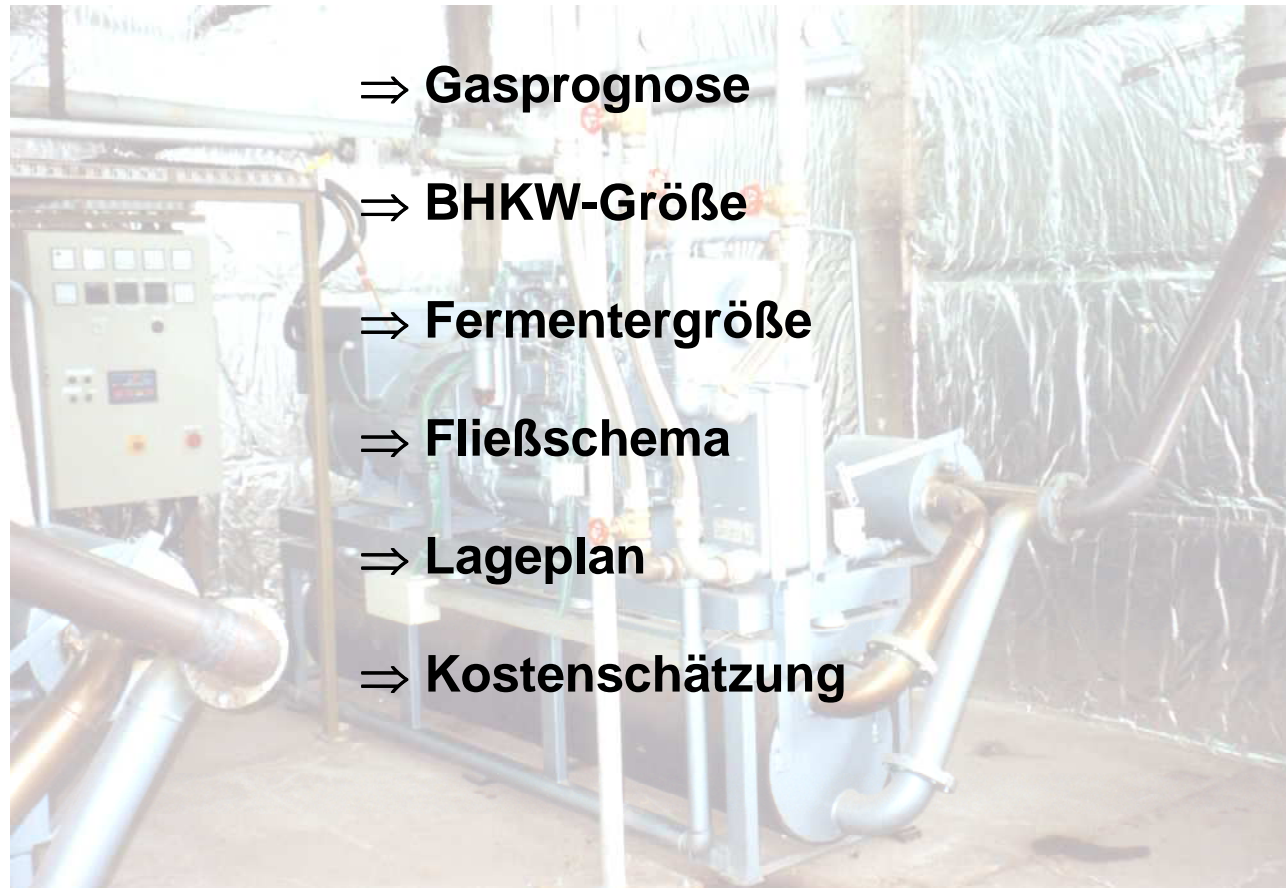 ⇒ Gasprognose
⇒ BHKW-Größe
⇒ Fermentergröße
⇒ Fließschema
⇒ Lageplan
⇒ Kostenschätzung